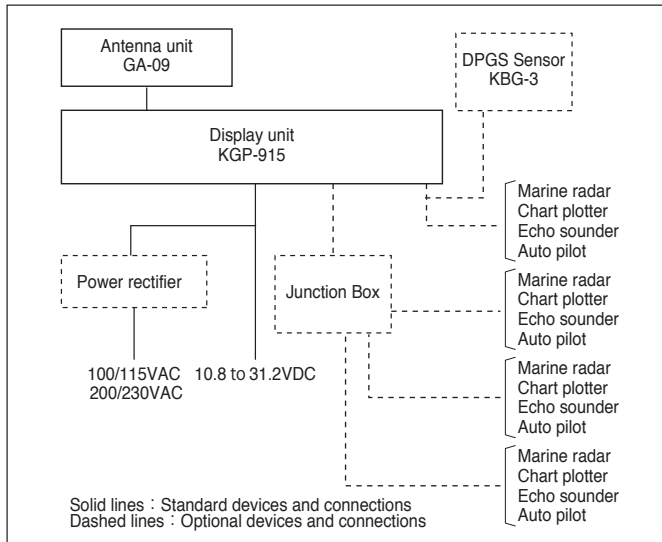 Antenna unit
GA-09
DPGS Sensor
KBG-3
Display unit
KGP-915
Marine radar
Chart plotter
Echo sounder
Auto pilot
Power rectifier
Junction Box
Marine radar
Chart plotter
Echo sounder
Auto pilot
100/115VAC
200/230VAC
10.8 to 31.2VDC
Marine radar
Chart plotter
Echo sounder
Auto pilot
Marine radar
Chart plotter
Echo sounder
Auto pilot
Solid lines : Standard devices and connections
Dashed lines : Optional devices and connections